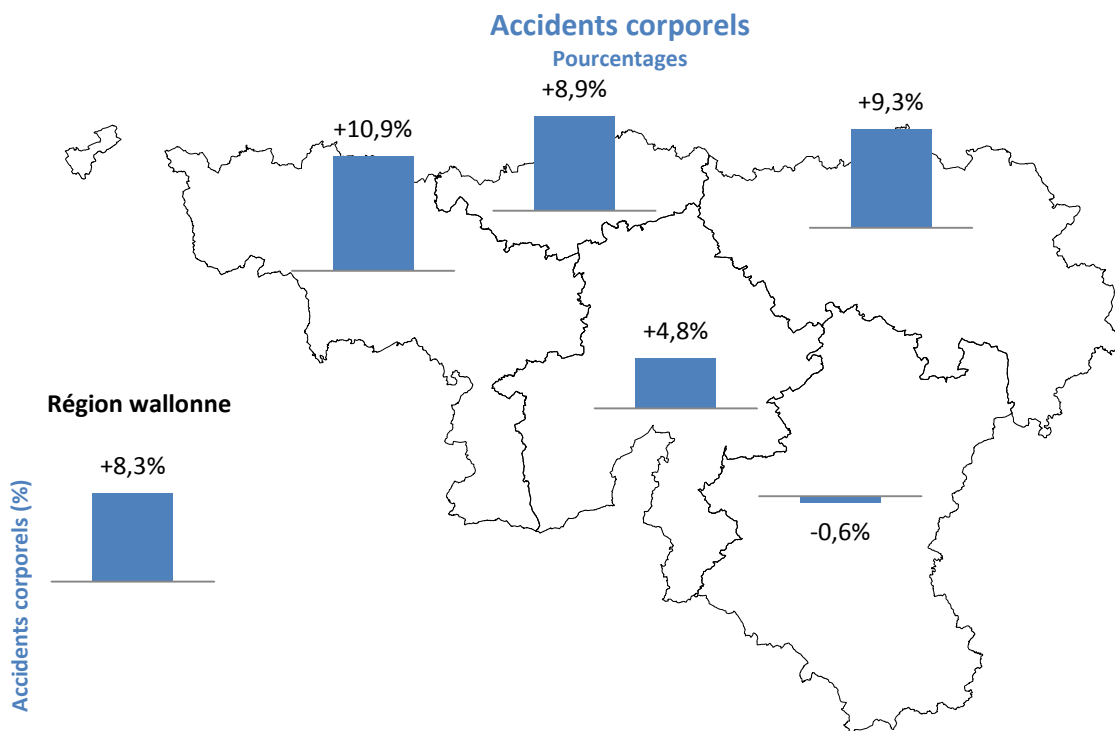 Accidents corporels
Pourcentages
+8,9%
+9,3%
+10,9%
+4,8%
Région wallonne
+8,3%
-0,6%
Accidents corporels (%)